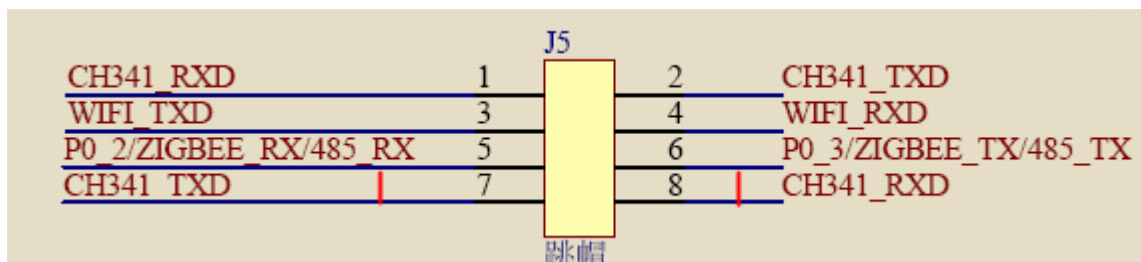 J5
CH341_RXD 1 2 CH341_TXD
WIFI_TXD 3 4 WIFI_RXD
P0_2/ZIGBEE_RX/485_RX 5 6 P0_3/ZIGBEE_TX/485_TX
CH341_TXD 7 8 CH341_RXD
跳帽